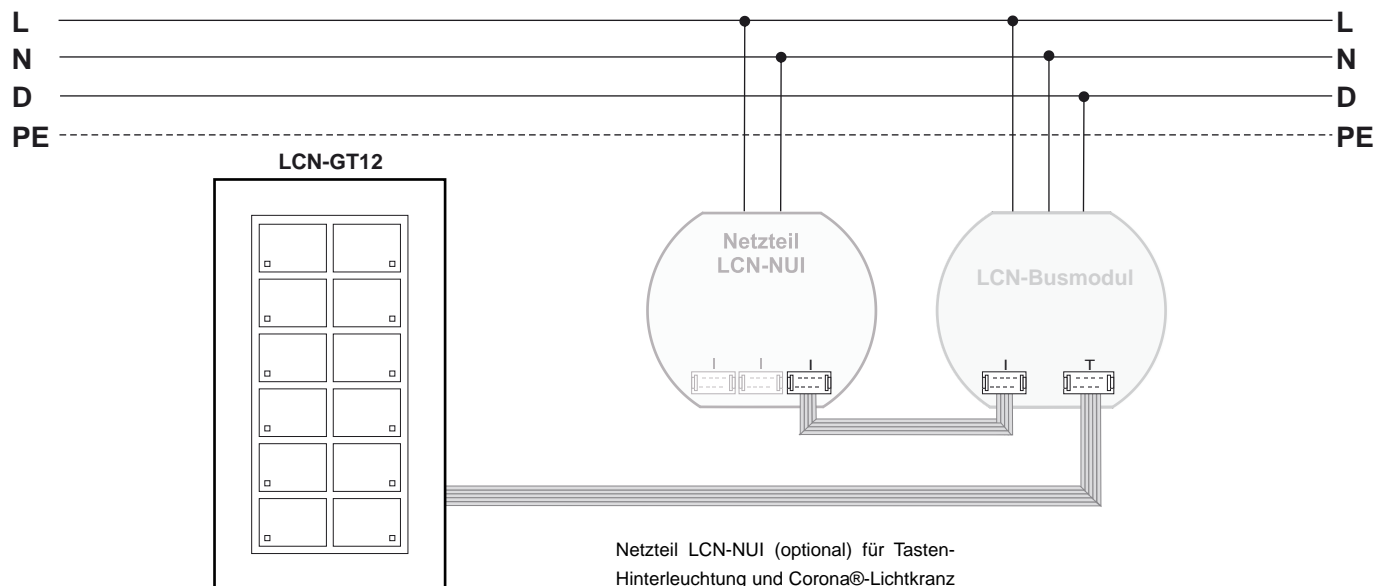 L L
N N
D D
PE PE
LCN-GT12
Netzteil
LCN-NUI
LCN-Busmodul
I I I
I T
Netzteil LCN-NUI (optional) für Tasten-
Hinterleuchtung und Corona®-Lichtkranz